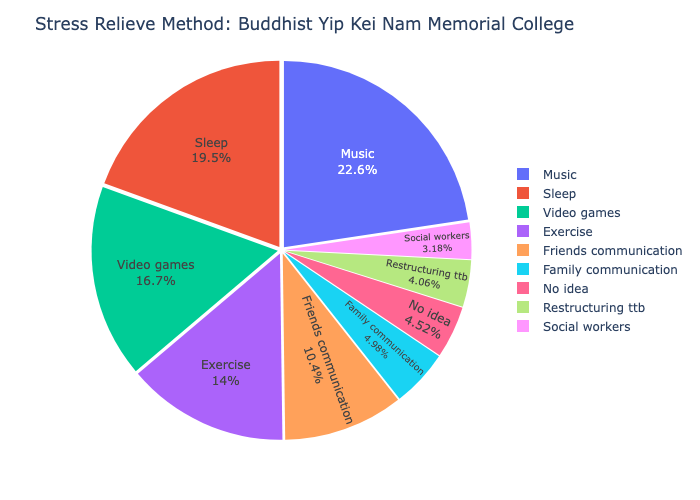 Stress Relieve Method: Buddhist Yip Kei Nam Memorial College
Music
22.6%
Sleep
19.5%
Video games
16.7%
Exercise
14%
Friends communication
10.4%
Family communication
4.98%
No idea
4.52%
Restructuring ttb
4.06%
Social workers
3.18%
Music
Sleep
Video games
Exercise
Friends communication
Family communication
No idea
Restructuring ttb
Social workers